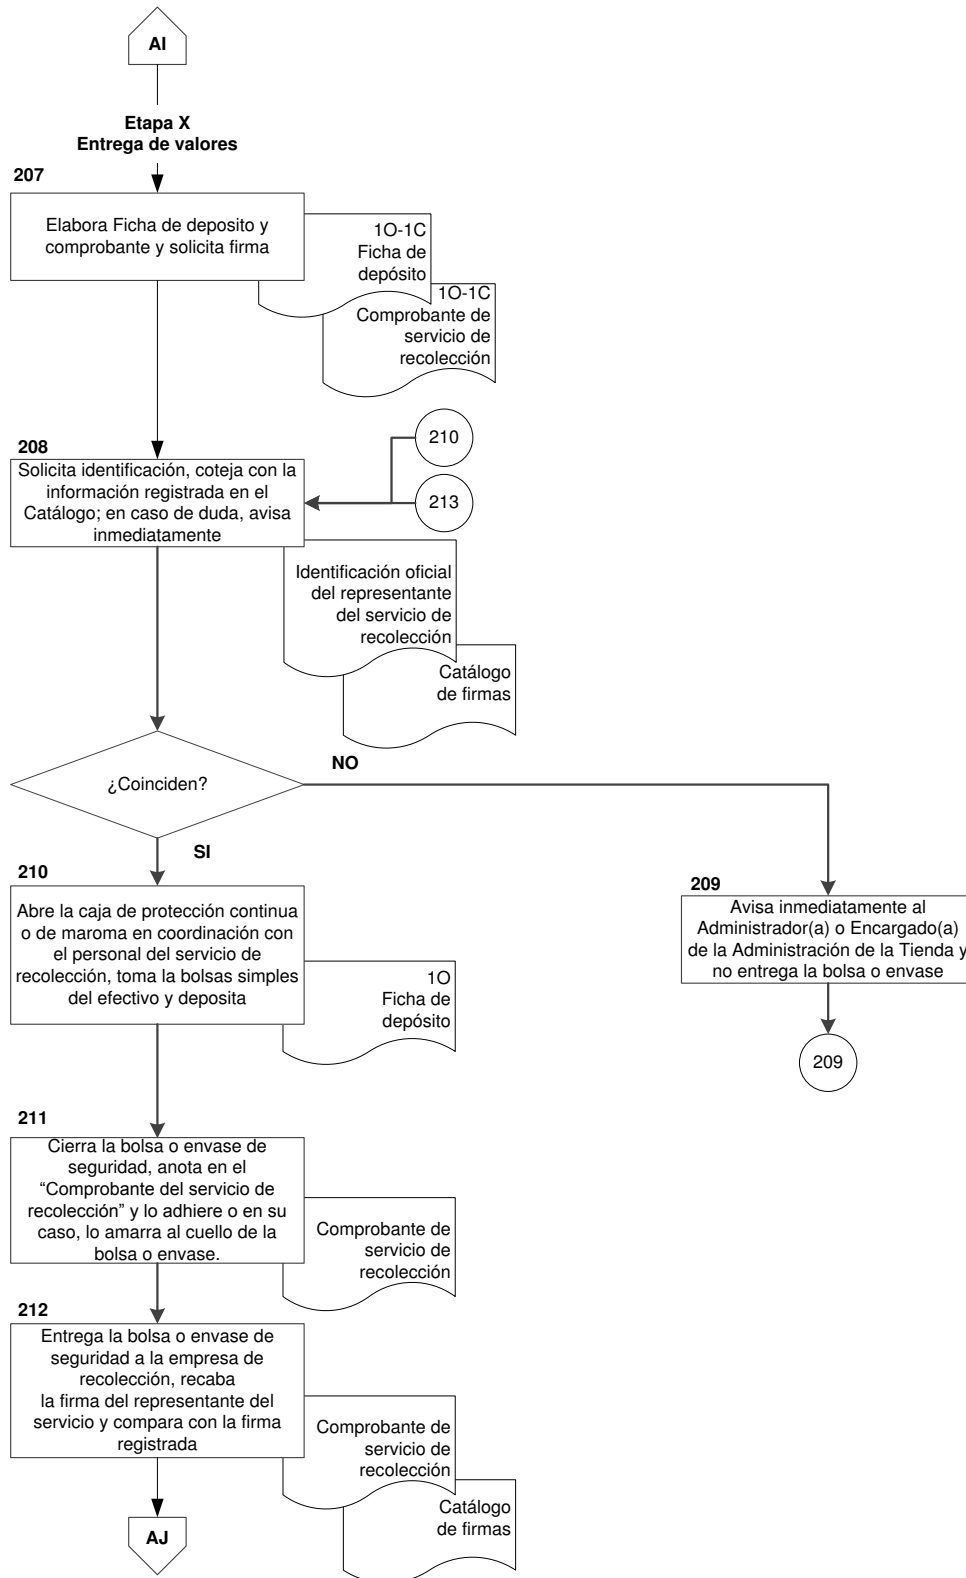 AI
Etapa X
Entrega de valores
207
Elabora Ficha de deposito y
comprobante y solicita firma
1O-1C
Ficha de
depósito
1O-1C
Comprobante de
servicio de
recolección
208
Solicita identificación, coteja con la
información registrada en el
Catálogo; en caso de duda, avisa
inmediatamente
210
213
Identificación oficial
del representante
del servicio de
recolección
Catálogo
de firmas
¿Coinciden?
NO
SI
210
Abre la caja de protección continua
o de maroma en coordinación con
el personal del servicio de
recolección, toma la bolsas simples
del efectivo y deposita
1O
Ficha de
depósito
209
Avisa inmediatamente al
Administrador(a) o Encargado(a)
de la Administración de la Tienda y
no entrega la bolsa o envase
209
211
Cierra la bolsa o envase de
seguridad, anota en el
“Comprobante del servicio de
recolección” y lo adhiere o en su
caso, lo amarra al cuello de la
bolsa o envase.
Comprobante de
servicio de
recolección
212
Entrega la bolsa o envase de
seguridad a la empresa de
recolección, recaba
la firma del representante del
servicio y compara con la firma
registrada
Comprobante de
servicio de
recolección
Catálogo
de firmas
AJ